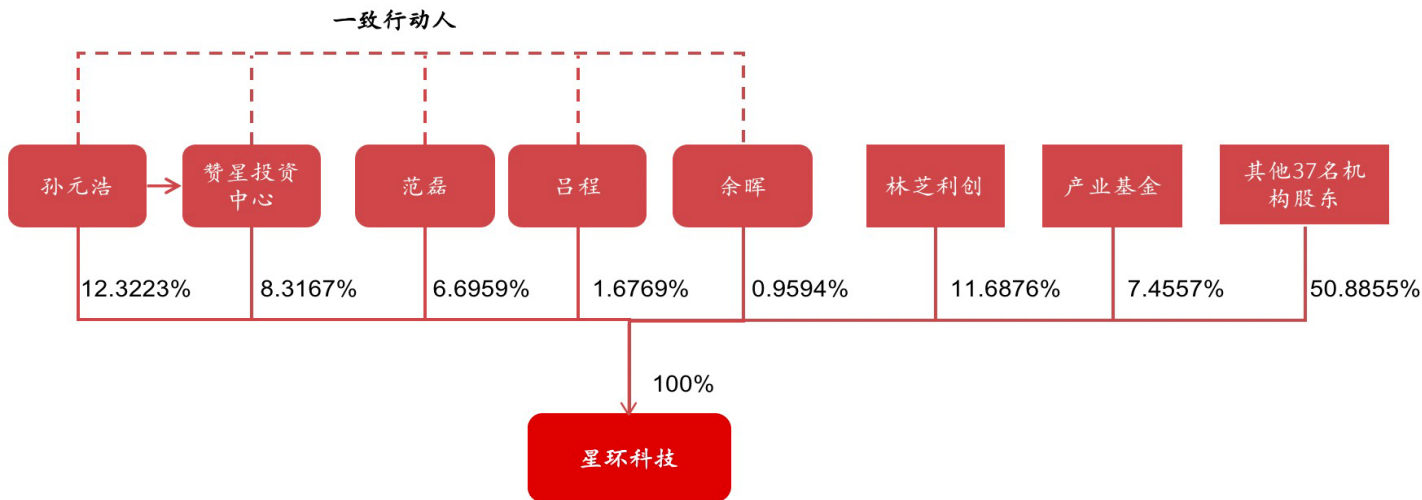 一致行动人
孙元浩
赞星投资
中心
范磊
吕程
余晖
林芝利创
产业基金
其他37名机
构股东
12.3223%
8.3167%
6.6959%
1.6769%
0.9594%
11.6876%
7.4557%
50.8855%
100%
星环科技